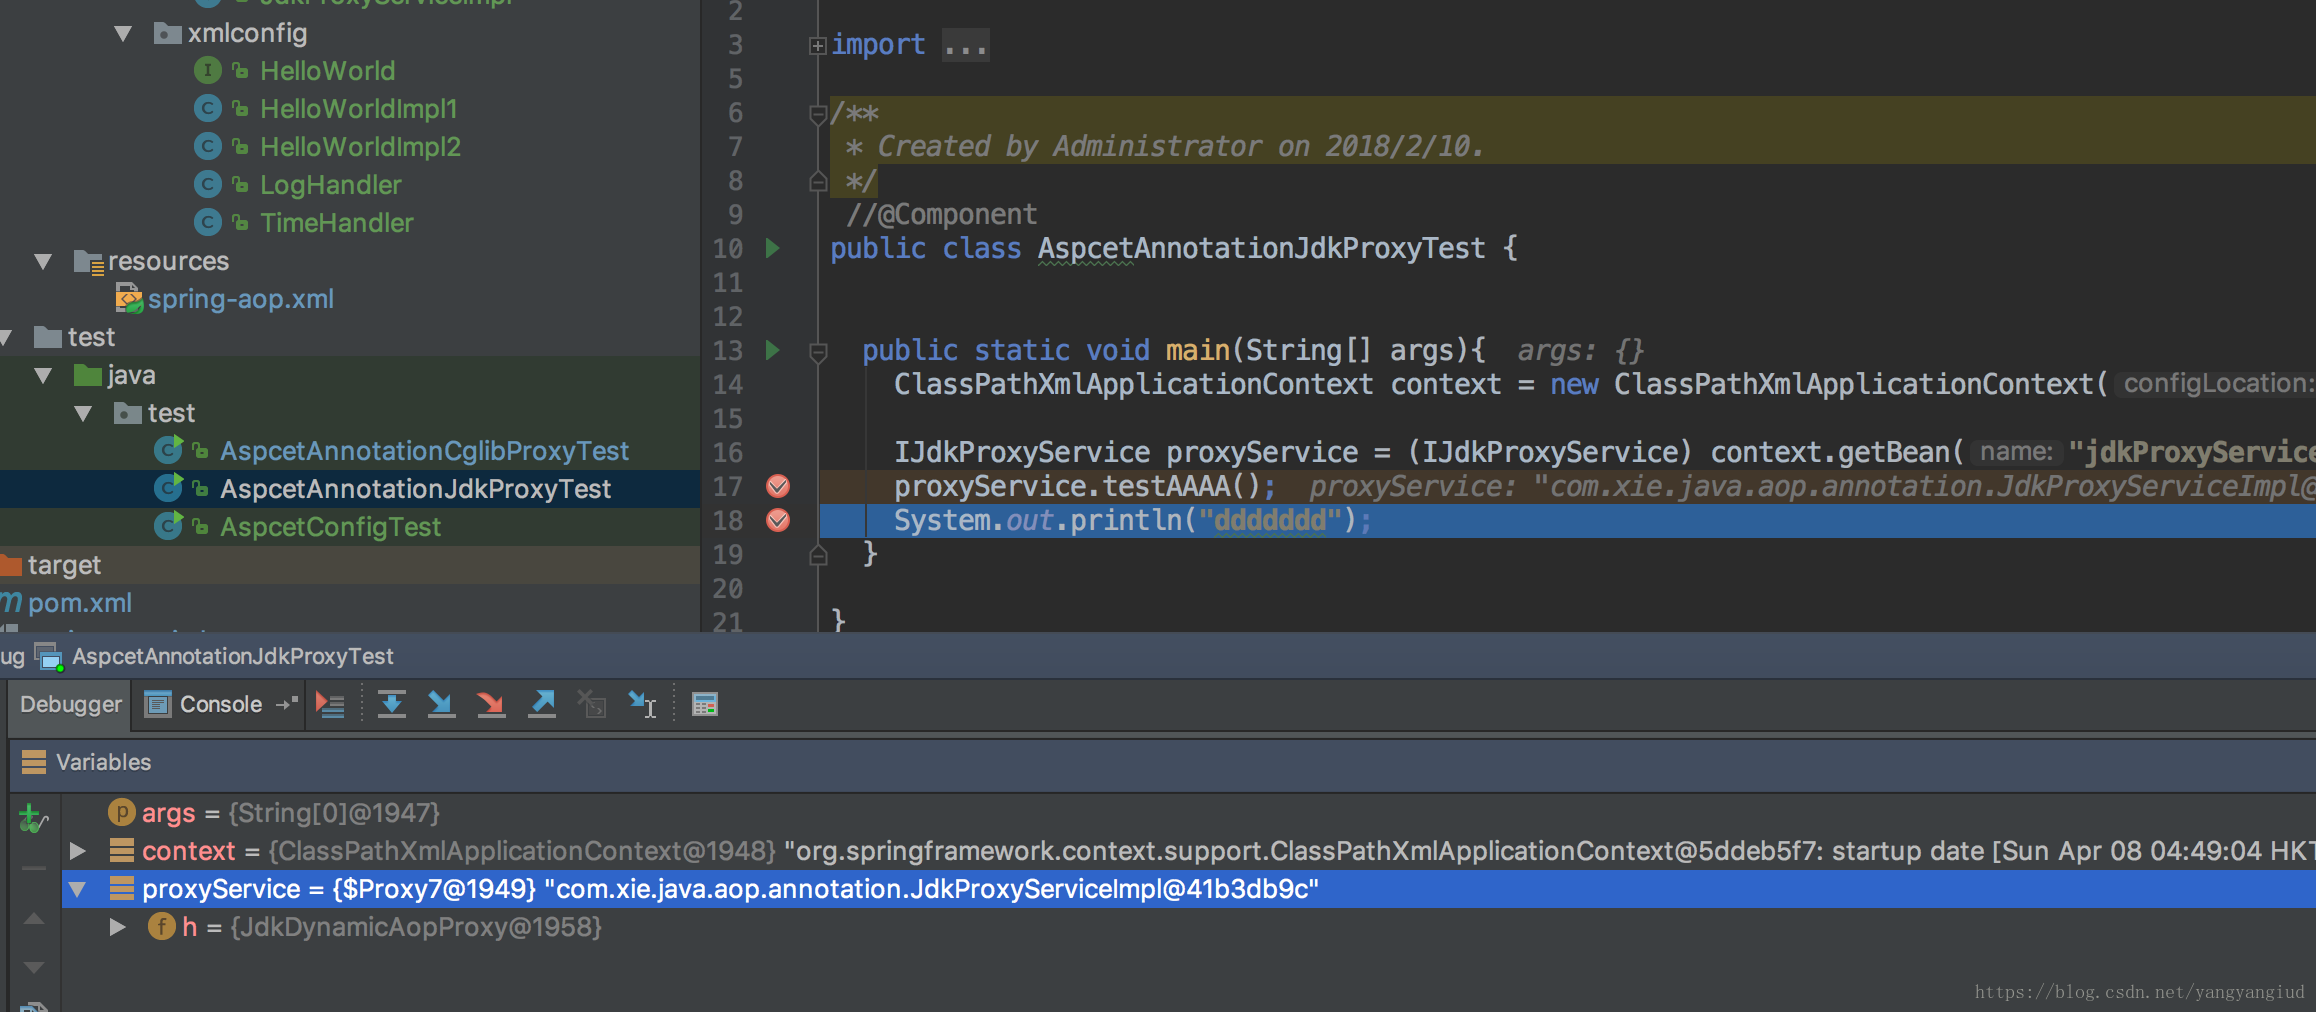 JdkProxyServiceImpl
xmlconfig
HelloWorld
HelloWorldImpl1
HelloWorldImpl2
LogHandler
TimeHandler
resources
spring-aop.xml
test
java
test
AspcetAnnotationCglibProxyTest
AspcetAnnotationJdkProxyTest
AspcetConfigTest
target
pom.xml
2
3 import ...
5
6 /**
7 * Created by Administrator on 2018/2/10.
8 */
9 //@Component
10 public class AspcetAnnotationJdkProxyTest {
11
12
13 public static void main(String[] args){ args: {}
14 ClassPathXmlApplicationContext context = new ClassPathXmlApplicationContext( configLocation:
15
16 IJdkProxyService proxyService = (IJdkProxyService) context.getBean( name: "jdkProxyService
17 proxyService.testAAAA(); proxyService: "com.xie.java.aop.annotation.JdkProxyServiceImpl@
18 System.out.println("ddddddd");
19 }
20
21 }
ug AspcetAnnotationJdkProxyTest
Debugger Console
Variables
args = {String[0]@1947}
context = {ClassPathXmlApplicationContext@1948} "org.springframework.context.support.ClassPathXmlApplicationContext@5ddeb5f7: startup date [Sun Apr 08 04:49:04 HKT
proxyService = {$Proxy7@1949} "com.xie.java.aop.annotation.JdkProxyServiceImpl@41b3db9c"
h = {JdkDynamicAopProxy@1958}
https://blog.csdn.net/yangyangiud